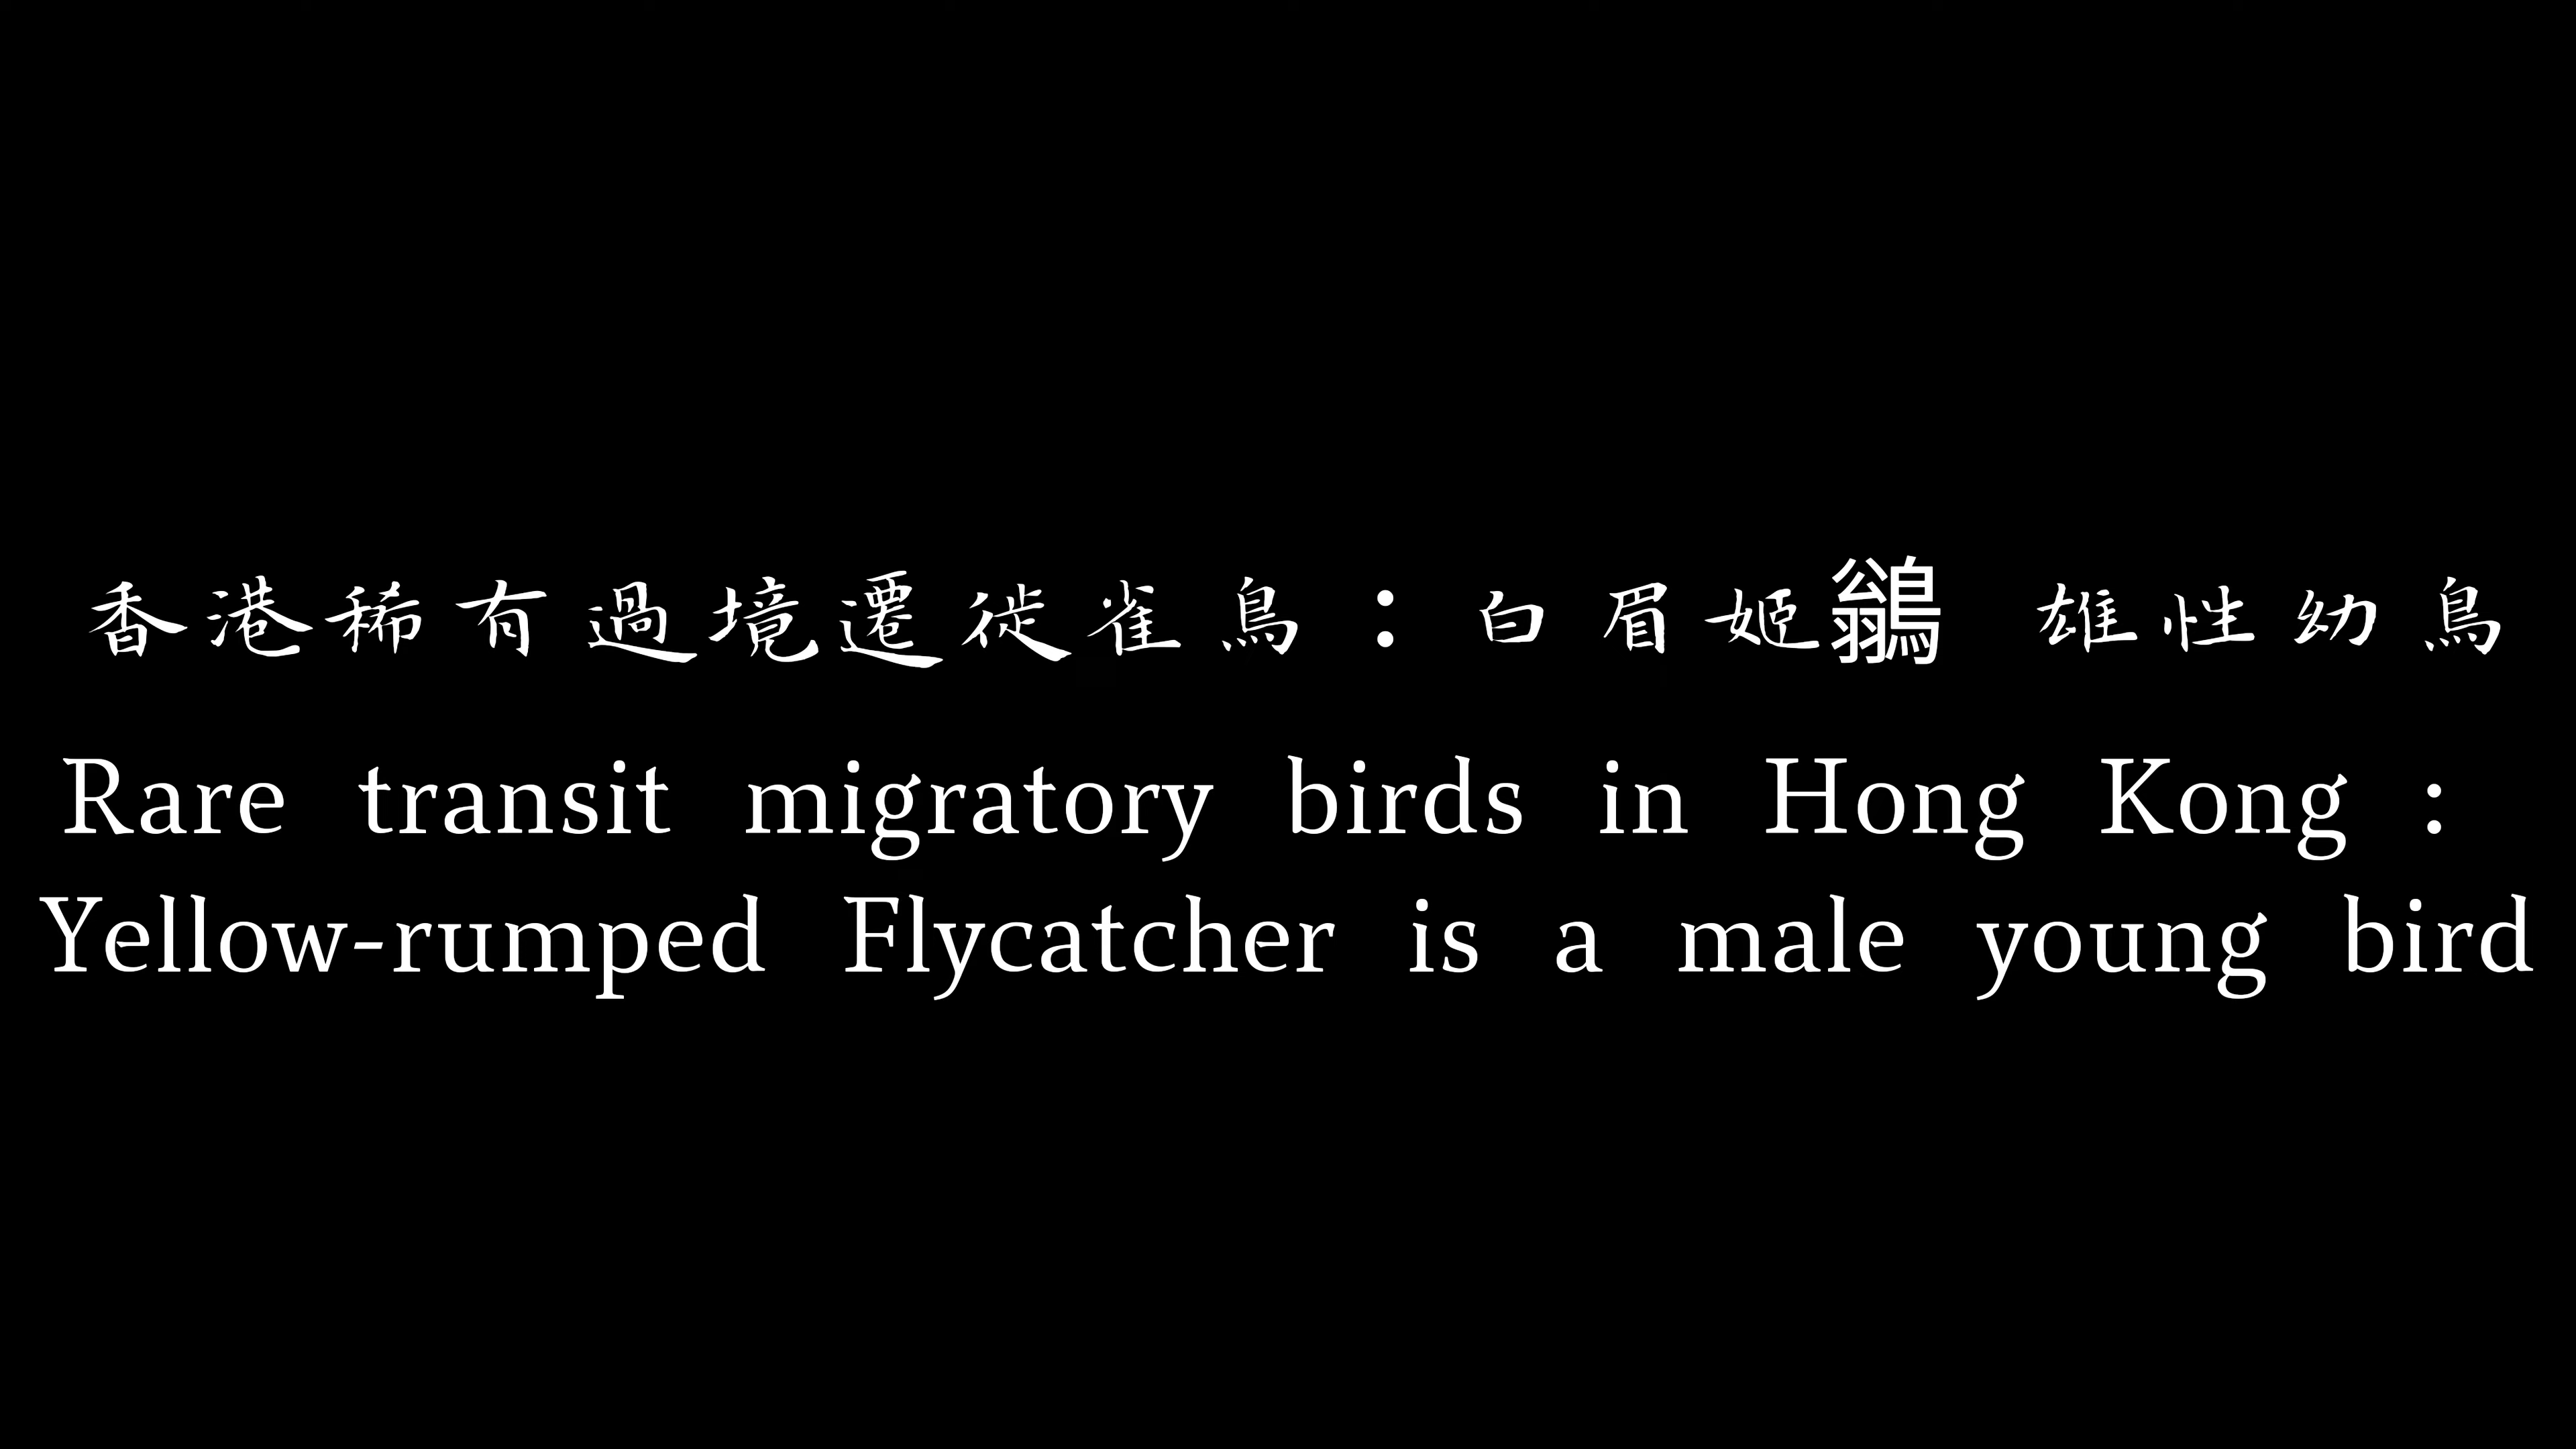 香港稀有過境遷徙雀鳥：白眉姬鶲 雄性幼鳥
Rare transit migratory birds in Hong Kong :
Yellow-rumped Flycatcher is a male young bird